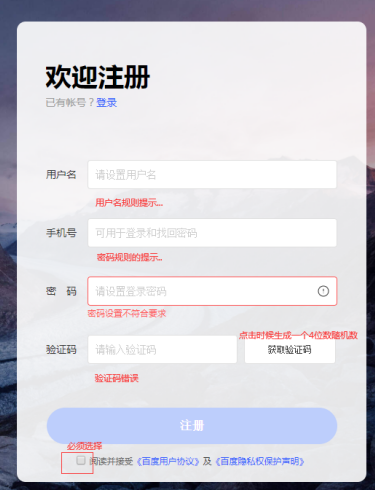 欢迎注册
已有帐号？登录
用户名 请设置用户名
用户名规则提示...
手机号 可用于登录和找回密码
密码规则的提示..
密 码 请设置登录密码
密码设置不符合要求
点击时候生成一个4位数随机数
验证码 请输入验证码 获取验证码
验证码错误
注册
必须选择
阅读并接受《百度用户协议》及《百度隐私权保护声明》